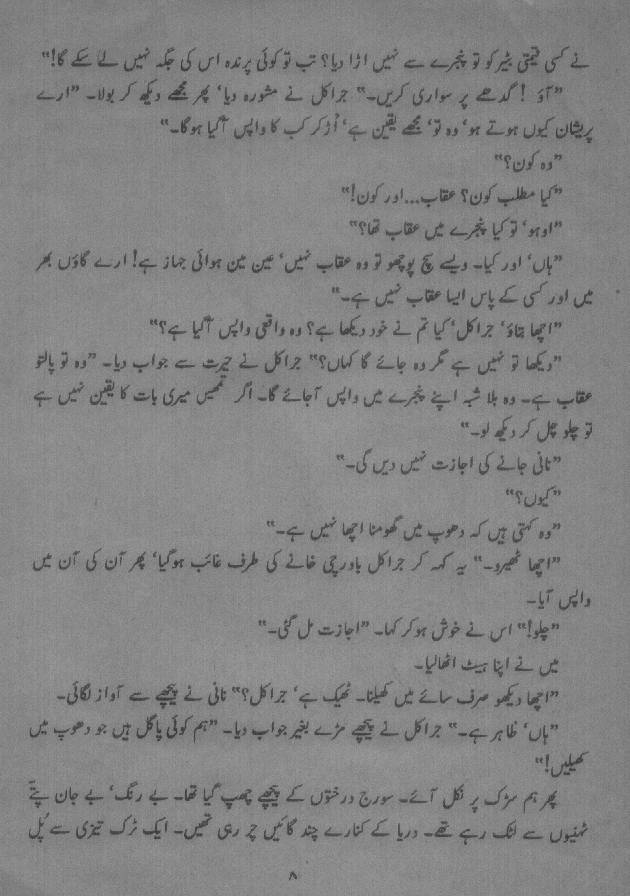 نے کسی قیمتی بٹیر کو تو پنجرے سے نہیں اڑا دیا؟ تب تو کوئی پرندہ اس کی جگہ نہیں لے سکے گا!“
”آؤ ! گدھے پر سواری کریں۔“ جراکل نے مشورہ دیا‘ پھر مجھے دیکھ کر بولا۔ ”ارے
پریشان کیوں ہوتے ہو‘ وہ تو‘ مجھے یقین ہے‘ اُڑ کر کب کا واپس آگیا ہوگا۔“
”وہ کون؟“
”کیا مطلب کون؟ عقاب...اور کون!“
”اوہو‘ تو کیا پنجرے میں عقاب تھا؟“
”ہاں‘ اور کیا۔ ویسے سچ پوچھو تو وہ عقاب نہیں‘ عین مین ہوائی جہاز ہے! ارے گاؤں بھر
میں اور کسی کے پاس ایسا عقاب نہیں ہے۔“
”اچھا بتاؤ‘ جراکل‘ کیا تم نے خود دیکھا ہے؟ وہ واقعی واپس آگیا ہے؟“
”دیکھا تو نہیں ہے مگر وہ جائے گا کہاں؟“ جراکل نے حیرت سے جواب دیا۔ ”وہ تو پالتو
عقاب ہے۔ وہ بلا شبہ اپنے پنجرے میں واپس آجائے گا۔ اگر تمھیں میری بات کا یقین نہیں ہے
تو چلو چل کر دیکھ لو۔“
”نانی جانے کی اجازت نہیں دیں گی۔“
”کیوں؟“
”وہ کہتی ہیں کہ دھوپ میں گھومنا اچھا نہیں ہے۔“
”اچھا ٹھیرو۔“ یہ کہہ کر جراکل باورچی خانے کی طرف غائب ہوگیا‘ پھر آن کی آن میں
واپس آیا۔
”چلو!“ اس نے خوش ہوکر کہا۔ ”اجازت مل گئی۔“
میں نے اپنا ہیٹ اٹھالیا۔
”اچھا دیکھو صرف سائے میں کھیلنا۔ ٹھیک ہے‘ جراکل؟“ نانی نے پیچھے سے آواز لگائی۔
”ہاں‘ ظاہر ہے۔“ جراکل نے پیچھے مڑے بغیر جواب دیا۔ ”ہم کوئی پاگل ہیں جو دھوپ میں
کھیلیں!“
پھر ہم سڑک پر نکل آئے۔ سورج درختوں کے پیچھے چھپ گیا تھا۔ بے رنگ‘ بے جان پتّے
ٹہنیوں سے لٹک رہے تھے۔ دریا کے کنارے چند گائیں چر رہی تھیں۔ ایک ٹرک تیزی سے پُل
۸